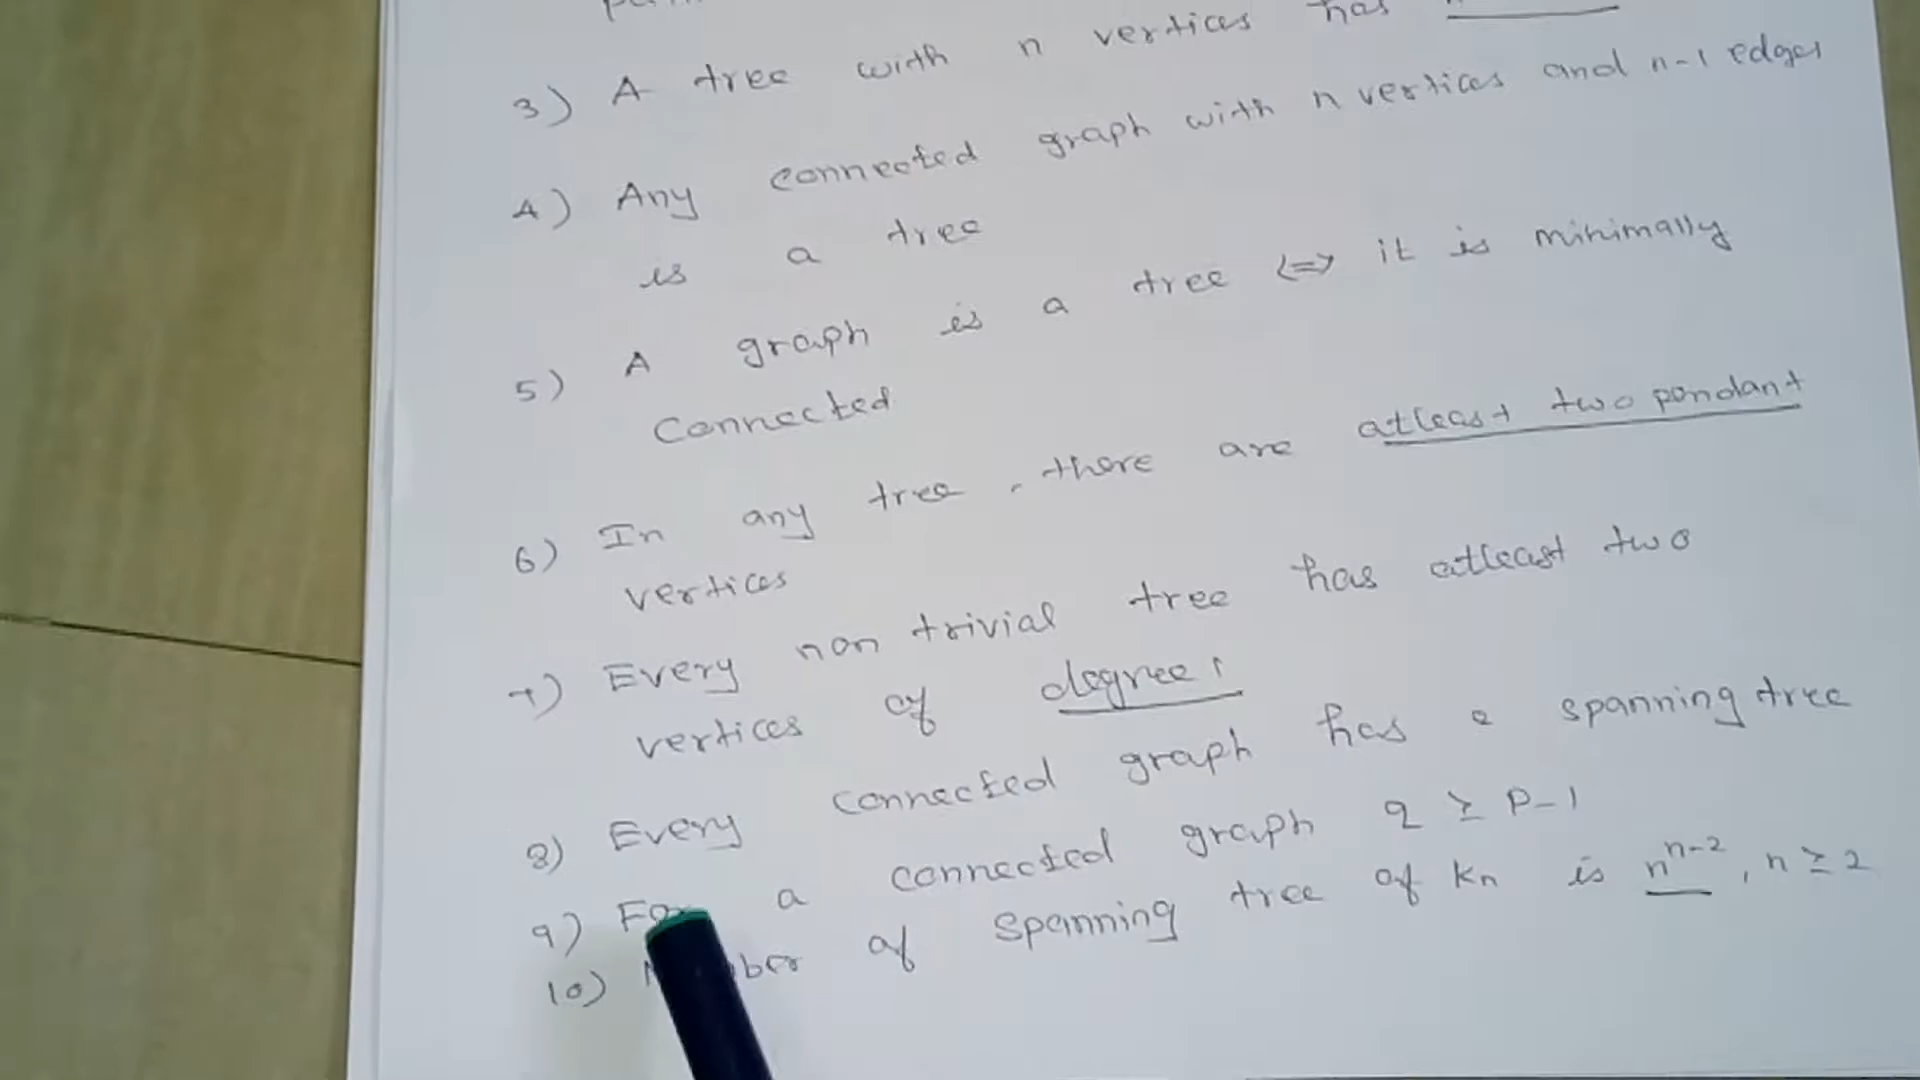 3) A tree with n vertices has
4) Any connected graph with n vertices and n-1 edges
is a tree
5) A graph is a tree <=> it is minimally
Connected
6) In any tree, there are atleast two pendant
vertices
7) Every non trivial tree has atleast two
vertices of degree 1
8) Every connected graph has a spanning tree
9) For a connected graph q ≥ P-1
10) Number of spanning tree of Kn is n^n-2, n ≥ 2